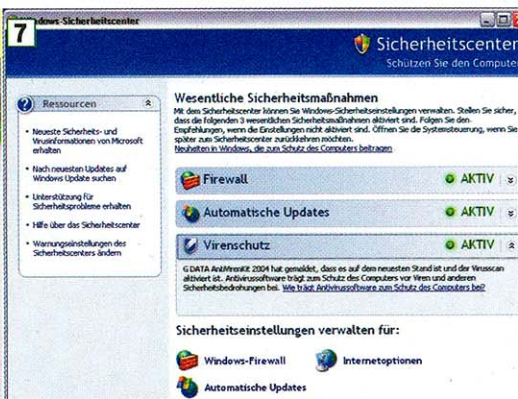 7
Windows-Sicherheitscenter
Sicherheitscenter
Schützen Sie den Computer
Ressourcen
• Neueste Sicherheits- und
Virusinformationen von Microsoft
erhalten
• Nach neuesten Updates auf
Windows Update suchen
• Unterstützung für
Sicherheitsprobleme erhalten
• Hilfe über das Sicherheitscenter
• Warnungseinstellungen des
Sicherheitscenters ändern
Wesentliche Sicherheitsmaßnahmen
Mit dem Sicherheitscenter können Sie Windows-Sicherheitseinstellungen verwalten. Stellen Sie sicher,
dass die folgenden 3 wesentlichen Sicherheitsmaßnahmen aktiviert sind. Folgen Sie den
Empfehlungen, wenn die Einstellungen nicht aktiviert sind. Öffnen Sie die Systemsteuerung, wenn Sie
später zum Sicherheitscenter zurückkehren möchten.
Neuheiten in Windows, die zum Schutz des Computers beitragen
Firewall AKTIV
Automatische Updates AKTIV
Virenschutz AKTIV
G DATA AntiVirenKit 2004 hat gemeldet, dass es auf dem neuesten Stand ist und der Virusscan
aktiviert ist. Antivirussoftware trägt zum Schutz des Computers vor Viren und anderen
Sicherheitsbedrohungen bei. Wie trägt Antivirussoftware zum Schutz des Computers bei?
Sicherheitseinstellungen verwalten für:
Windows-Firewall Internetoptionen
Automatische Updates